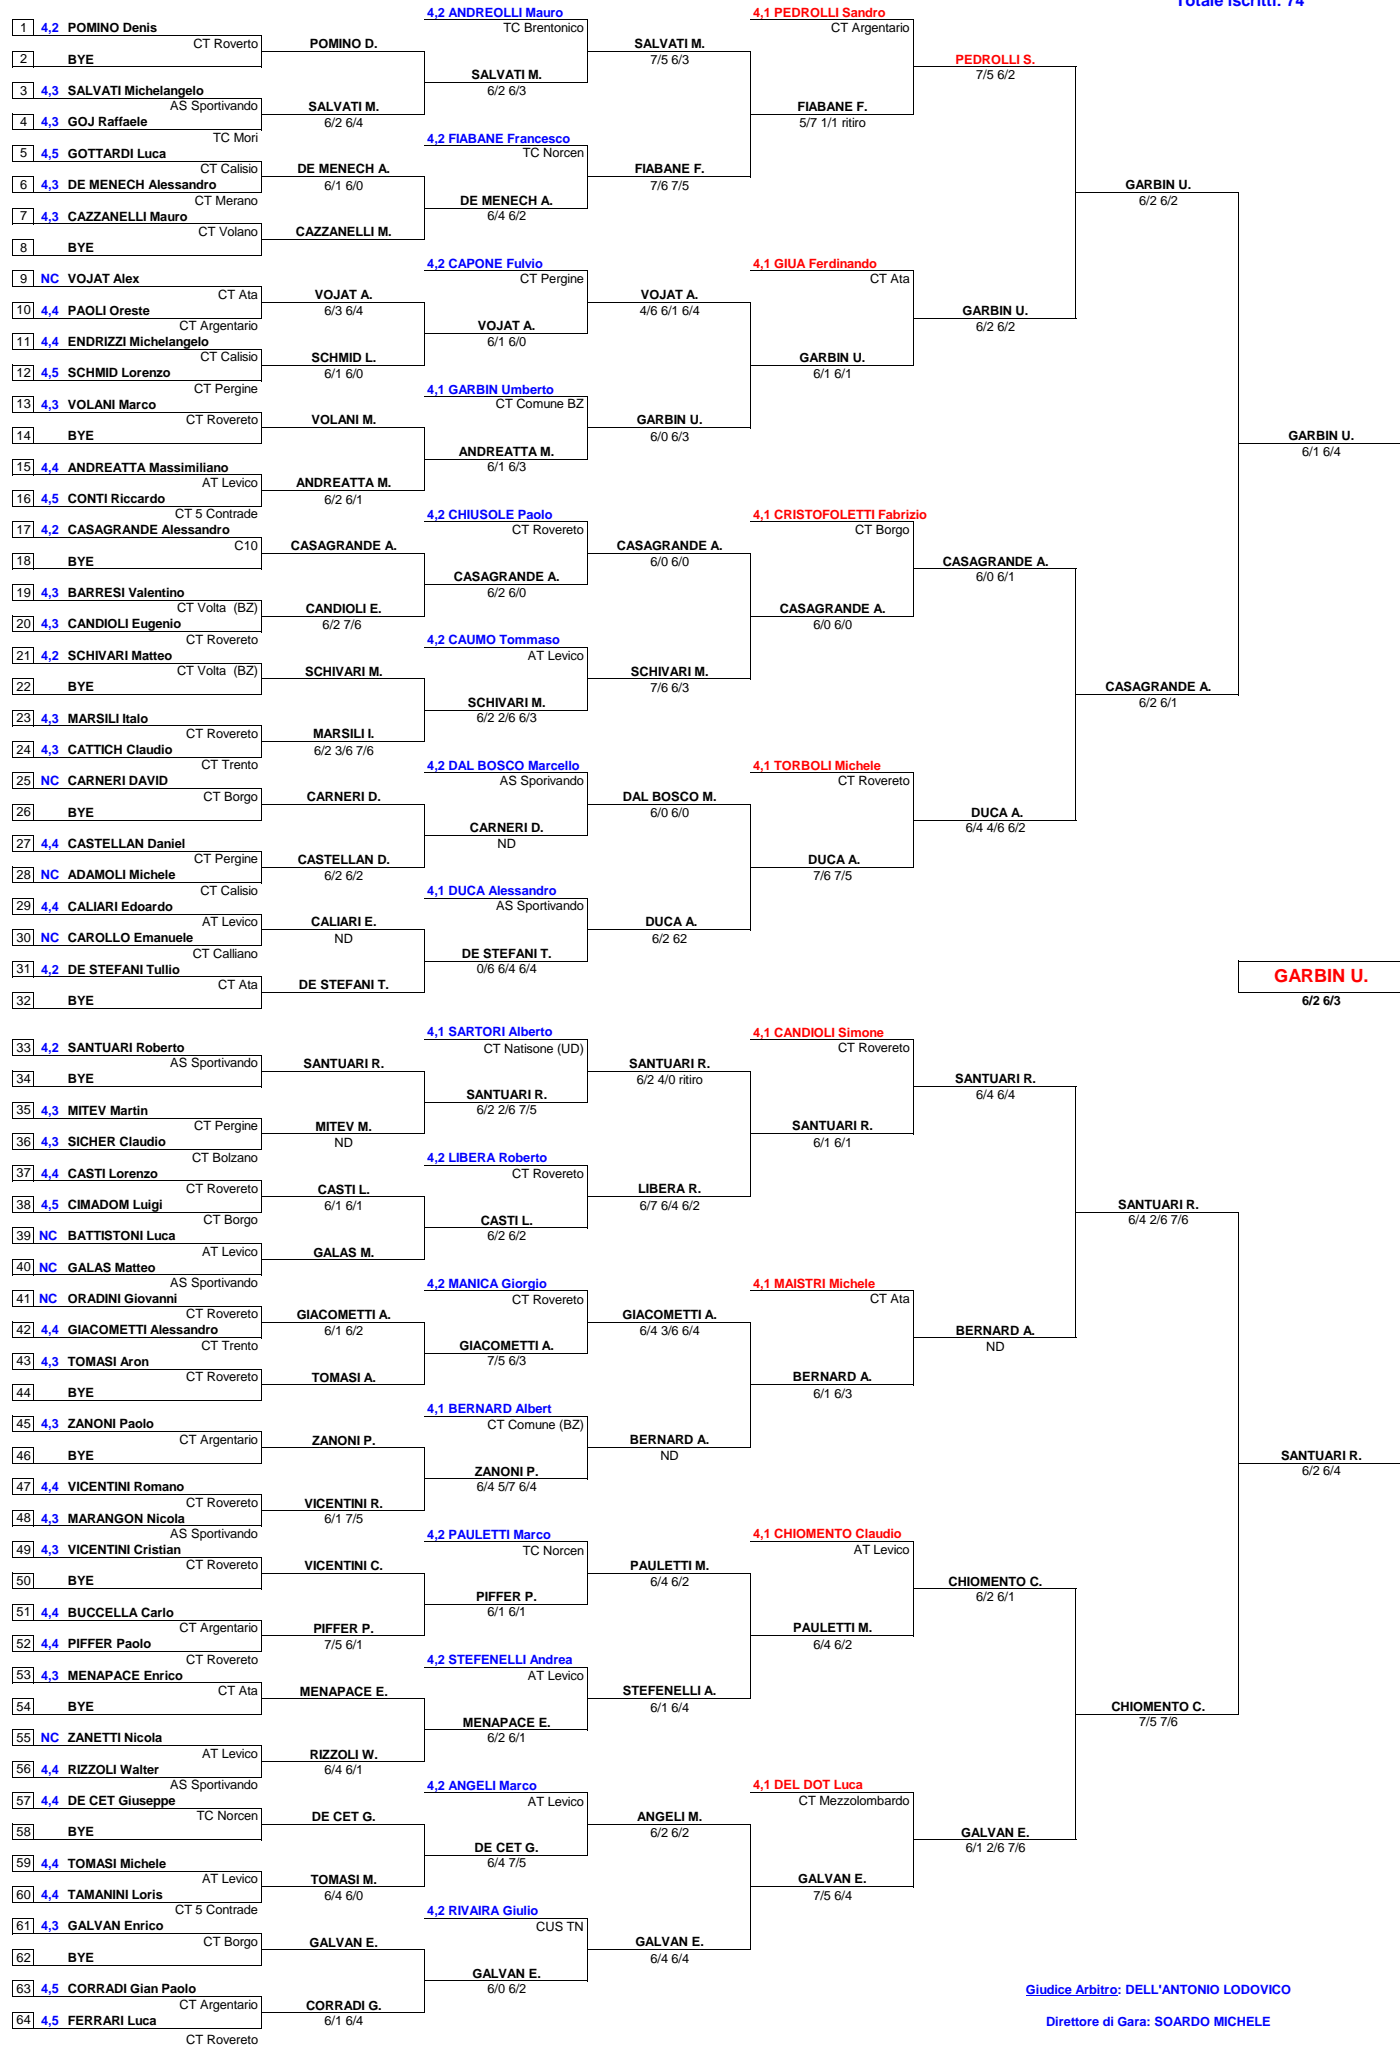 Totale Iscritti: 74
4,2 ANDREOLLI Mauro
4,1 PEDROLLI Sandro
1 4,2 POMINO Denis
TC Brentonico
CT Argentario
CT Roverto
POMINO D.
SALVATI M.
2 BYE
7/5 6/3
PEDROLLI S.
SALVATI M.
7/5 6/2
3 4,3 SALVATI Michelangelo
6/2 6/3
AS Sportivando
SALVATI M.
FIABANE F.
4 4,3 GOJ Raffaele
6/2 6/4
5/7 1/1 ritiro
TC Mori
4,2 FIABANE Francesco
5 4,5 GOTTARDI Luca
TC Norcen
CT Calisio
DE MENECH A.
FIABANE F.
6 4,3 DE MENECH Alessandro
6/1 6/0
7/6 7/5
GARBIN U.
CT Merano
DE MENECH A.
6/2 6/2
7 4,3 CAZZANELLI Mauro
6/4 6/2
CT Volano
CAZZANELLI M.
8 BYE
4,2 CAPONE Fulvio
4,1 GIUA Ferdinando
9 NC VOJAT Alex
CT Pergine
CT Ata
CT Ata
VOJAT A.
VOJAT A.
10 4,4 PAOLI Oreste
6/3 6/4
4/6 6/1 6/4
GARBIN U.
CT Argentario
VOJAT A.
6/2 6/2
11 4,4 ENDRIZZI Michelangelo
6/1 6/0
CT Calisio
SCHMID L.
GARBIN U.
12 4,5 SCHMID Lorenzo
6/1 6/0
6/1 6/1
CT Pergine
4,1 GARBIN Umberto
13 4,3 VOLANI Marco
CT Comune BZ
CT Rovereto
VOLANI M.
GARBIN U.
14 BYE
6/0 6/3
GARBIN U.
ANDREATTA M.
6/1 6/4
15 4,4 ANDREATTA Massimiliano
6/1 6/3
AT Levico
ANDREATTA M.
16 4,5 CONTI Riccardo
6/2 6/1
CT 5 Contrade
4,2 CHIUSOLE Paolo
4,1 CRISTOFOLETTI Fabrizio
17 4,2 CASAGRANDE Alessandro
CT Rovereto
CT Borgo
C10
CASAGRANDE A.
CASAGRANDE A.
18 BYE
6/0 6/0
CASAGRANDE A.
CASAGRANDE A.
6/0 6/1
19 4,3 BARRESI Valentino
6/2 6/0
CT Volta (BZ)
CANDIOLI E.
CASAGRANDE A.
20 4,3 CANDIOLI Eugenio
6/2 7/6
6/0 6/0
CT Rovereto
4,2 CAUMO Tommaso
21 4,2 SCHIVARI Matteo
AT Levico
CT Volta (BZ)
SCHIVARI M.
SCHIVARI M.
22 BYE
7/6 6/3
CASAGRANDE A.
SCHIVARI M.
6/2 6/1
23 4,3 MARSILI Italo
6/2 2/6 6/3
CT Rovereto
MARSILI I.
24 4,3 CATTICH Claudio
6/2 3/6 7/6
CT Trento
4,2 DAL BOSCO Marcello
4,1 TORBOLI Michele
25 NC CARNERI DAVID
AS Sporivando
CT Rovereto
CT Borgo
CARNERI D.
DAL BOSCO M.
26 BYE
6/0 6/0
DUCA A.
CARNERI D.
6/4 4/6 6/2
27 4,4 CASTELLAN Daniel
ND
CT Pergine
CASTELLAN D.
DUCA A.
28 NC ADAMOLI Michele
6/2 6/2
7/6 7/5
CT Calisio
4,1 DUCA Alessandro
29 4,4 CALIARI Edoardo
AS Sportivando
AT Levico
CALIARI E.
DUCA A.
30 NC CAROLLO Emanuele
ND
6/2 62
CT Calliano
DE STEFANI T.
31 4,2 DE STEFANI Tullio
0/6 6/4 6/4
CT Ata
DE STEFANI T.
GARBIN U.
32 BYE
6/2 6/3
4,1 SARTORI Alberto
4,1 CANDIOLI Simone
33 4,2 SANTUARI Roberto
CT Natisone (UD)
CT Rovereto
AS Sportivando
SANTUARI R.
SANTUARI R.
34 BYE
6/2 4/0 ritiro
SANTUARI R.
SANTUARI R.
6/4 6/4
35 4,3 MITEV Martin
6/2 2/6 7/5
CT Pergine
MITEV M.
SANTUARI R.
36 4,3 SICHER Claudio
ND
6/1 6/1
CT Bolzano
4,2 LIBERA Roberto
37 4,4 CASTI Lorenzo
CT Rovereto
CT Rovereto
CASTI L.
LIBERA R.
38 4,5 CIMADOM Luigi
6/1 6/1
6/7 6/4 6/2
SANTUARI R.
CT Borgo
CASTI L.
6/4 2/6 7/6
39 NC BATTISTONI Luca
6/2 6/2
AT Levico
GALAS M.
40 NC GALAS Matteo
AS Sportivando
4,2 MANICA Giorgio
4,1 MAISTRI Michele
41 NC ORADINI Giovanni
CT Rovereto
CT Ata
CT Rovereto
GIACOMETTI A.
GIACOMETTI A.
42 4,4 GIACOMETTI Alessandro
6/1 6/2
6/4 3/6 6/4
BERNARD A.
CT Trento
GIACOMETTI A.
ND
43 4,3 TOMASI Aron
7/5 6/3
CT Rovereto
TOMASI A.
BERNARD A.
44 BYE
6/1 6/3
4,1 BERNARD Albert
45 4,3 ZANONI Paolo
CT Comune (BZ)
CT Argentario
ZANONI P.
BERNARD A.
46 BYE
ND
SANTUARI R.
ZANONI P.
6/2 6/4
47 4,4 VICENTINI Romano
6/4 5/7 6/4
CT Rovereto
VICENTINI R.
48 4,3 MARANGON Nicola
6/1 7/5
AS Sportivando
4,2 PAULETTI Marco
4,1 CHIOMENTO Claudio
49 4,3 VICENTINI Cristian
TC Norcen
AT Levico
CT Rovereto
VICENTINI C.
PAULETTI M.
50 BYE
6/4 6/2
CHIOMENTO C.
PIFFER P.
6/2 6/1
51 4,4 BUCCELLA Carlo
6/1 6/1
CT Argentario
PIFFER P.
PAULETTI M.
52 4,4 PIFFER Paolo
7/5 6/1
6/4 6/2
CT Rovereto
4,2 STEFENELLI Andrea
53 4,3 MENAPACE Enrico
AT Levico
CT Ata
MENAPACE E.
STEFENELLI A.
54 BYE
6/1 6/4
CHIOMENTO C.
MENAPACE E.
7/5 7/6
55 NC ZANETTI Nicola
6/2 6/1
AT Levico
RIZZOLI W.
56 4,4 RIZZOLI Walter
6/4 6/1
AS Sportivando
4,2 ANGELI Marco
4,1 DEL DOT Luca
57 4,4 DE CET Giuseppe
AT Levico
CT Mezzolombardo
TC Norcen
DE CET G.
ANGELI M.
58 BYE
6/2 6/2
GALVAN E.
DE CET G.
6/1 2/6 7/6
59 4,4 TOMASI Michele
6/4 7/5
AT Levico
TOMASI M.
GALVAN E.
60 4,4 TAMANINI Loris
6/4 6/0
7/5 6/4
CT 5 Contrade
4,2 RIVAIRA Giulio
61 4,3 GALVAN Enrico
CUS TN
CT Borgo
GALVAN E.
GALVAN E.
62 BYE
6/4 6/4
GALVAN E.
63 4,5 CORRADI Gian Paolo
6/0 6/2
Giudice Arbitro: DELL'ANTONIO LODOVICO
CT Argentario
CORRADI G.
64 4,5 FERRARI Luca
6/1 6/4
Direttore di Gara: SOARDO MICHELE
CT Rovereto